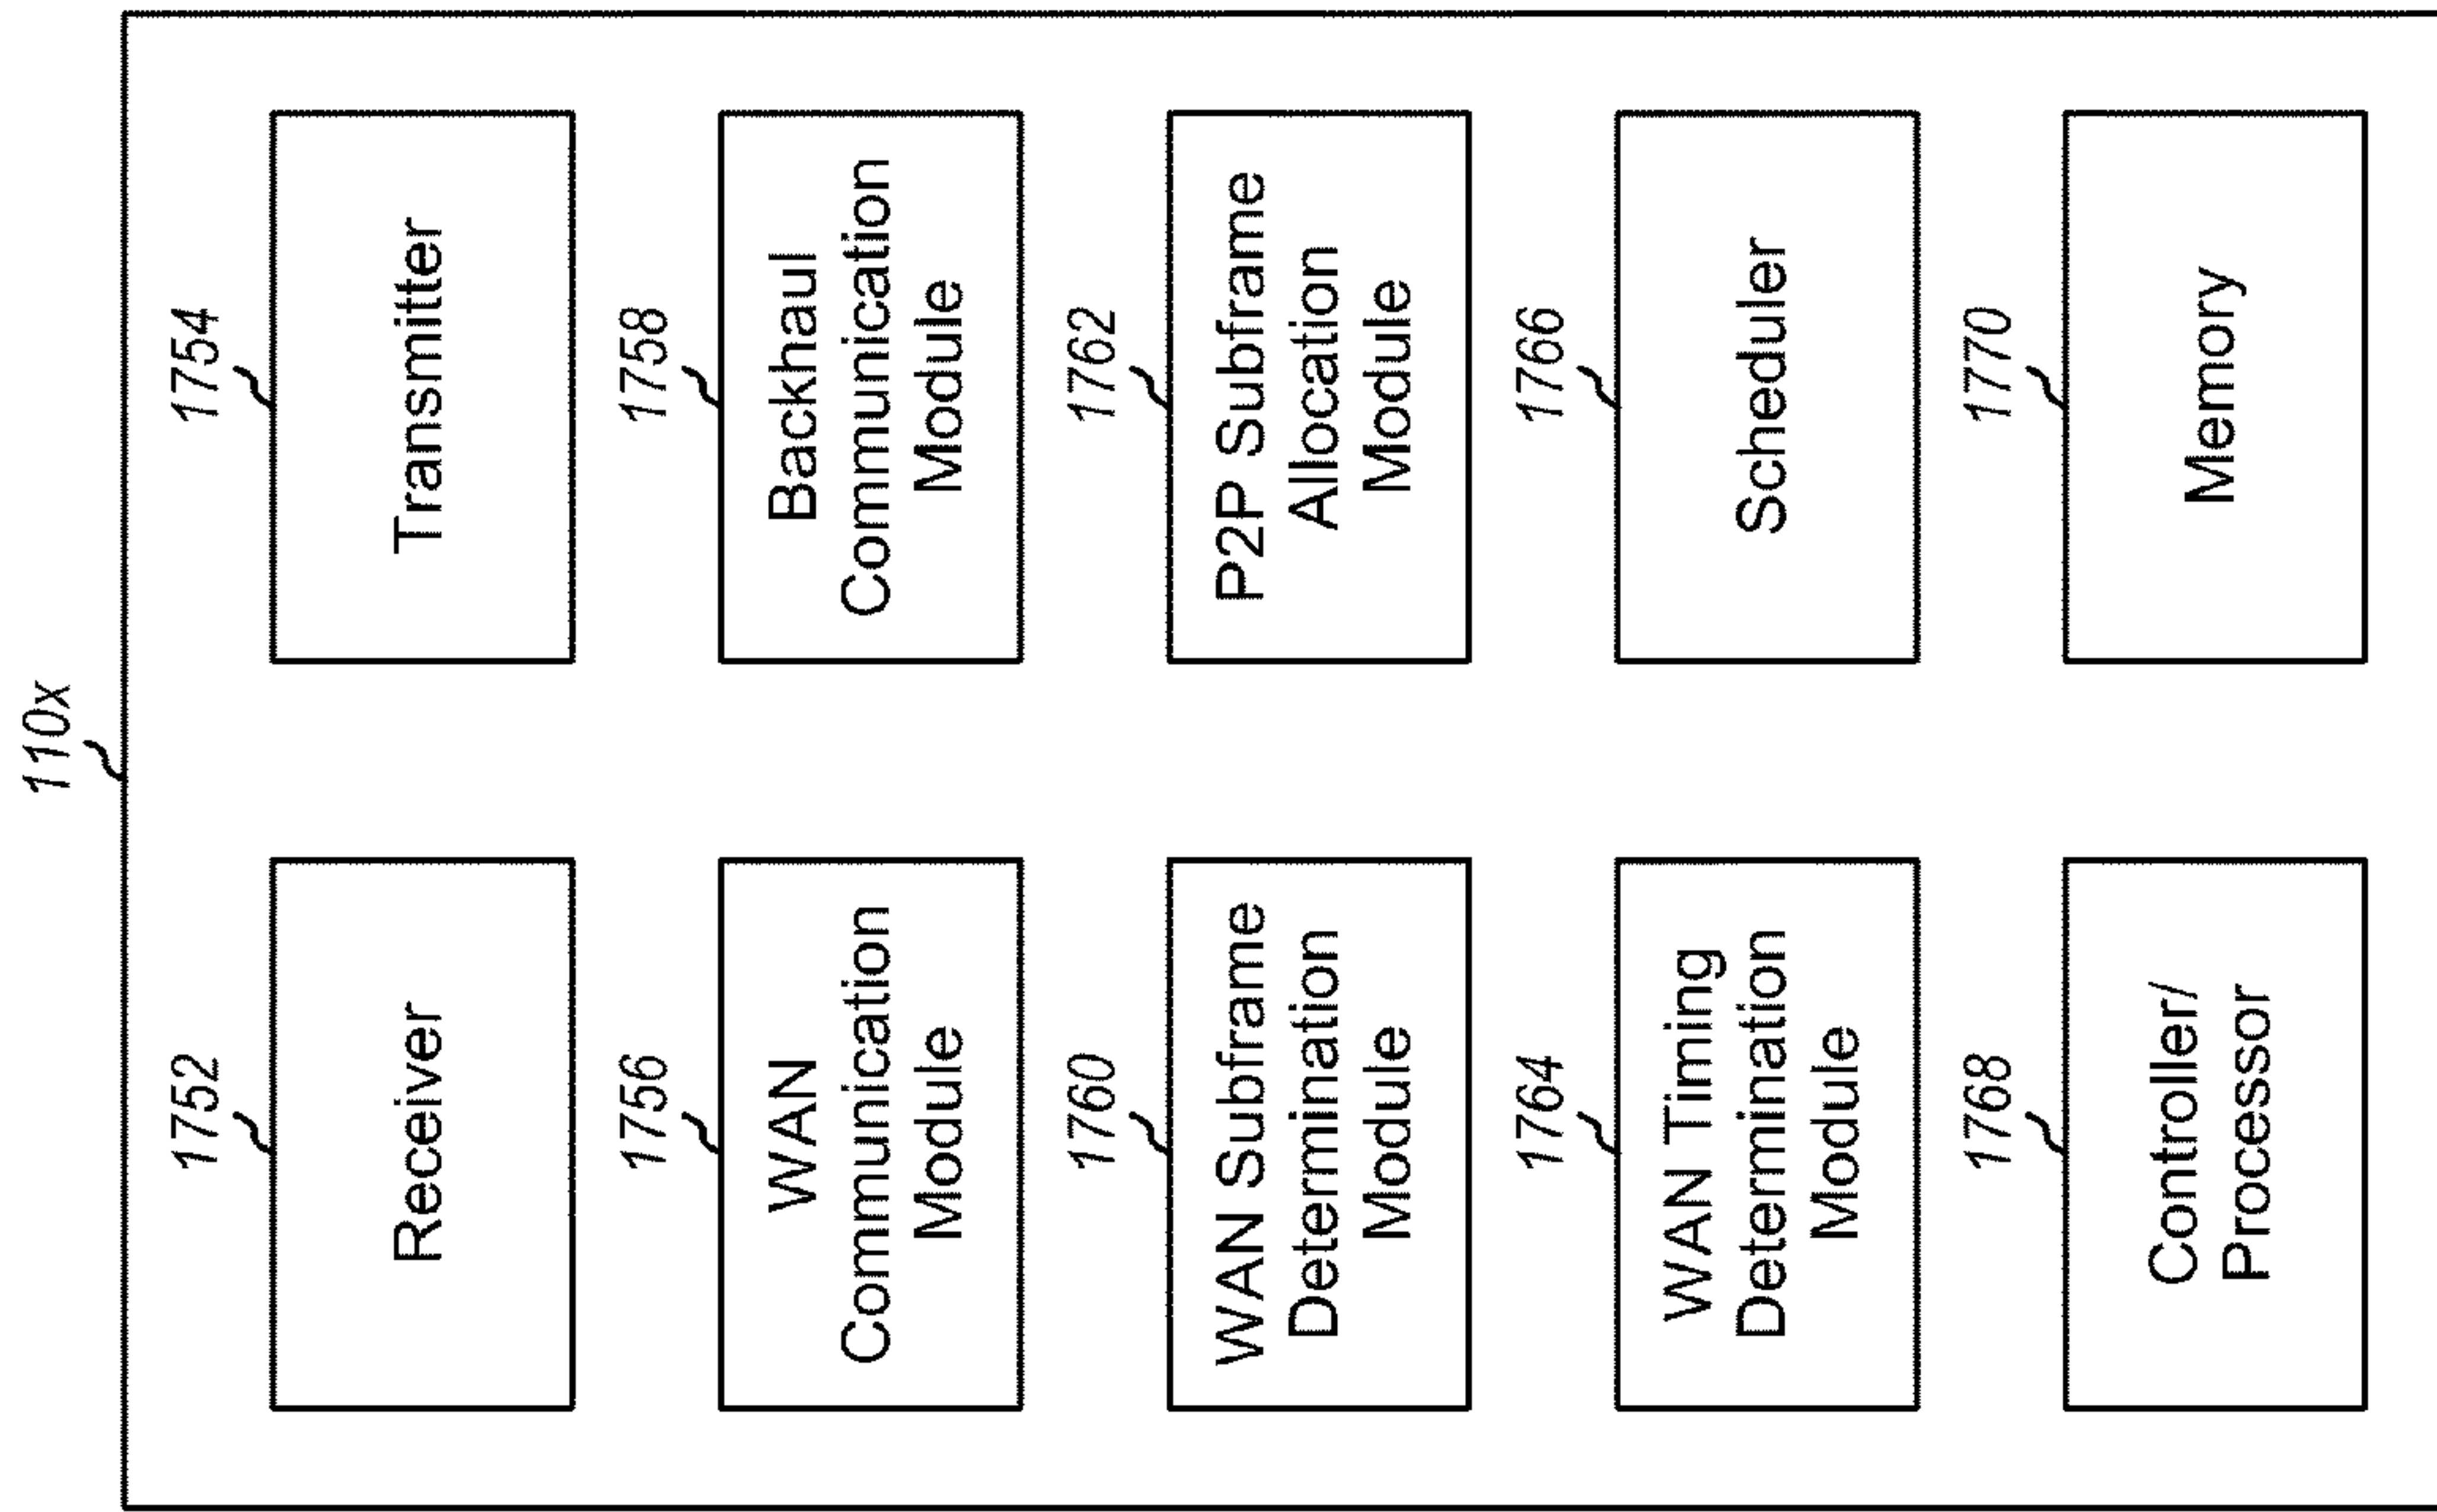 110x
1752
Receiver
1754
Transmitter
1756
WAN
Communication
Module
1758
Backhaul
Communication
Module
1760
WAN Subframe
Determination
Module
1762
P2P Subframe
Allocation
Module
1764
WAN Timing
Determination
Module
1766
Scheduler
1768
Controller/
Processor
1770
Memory